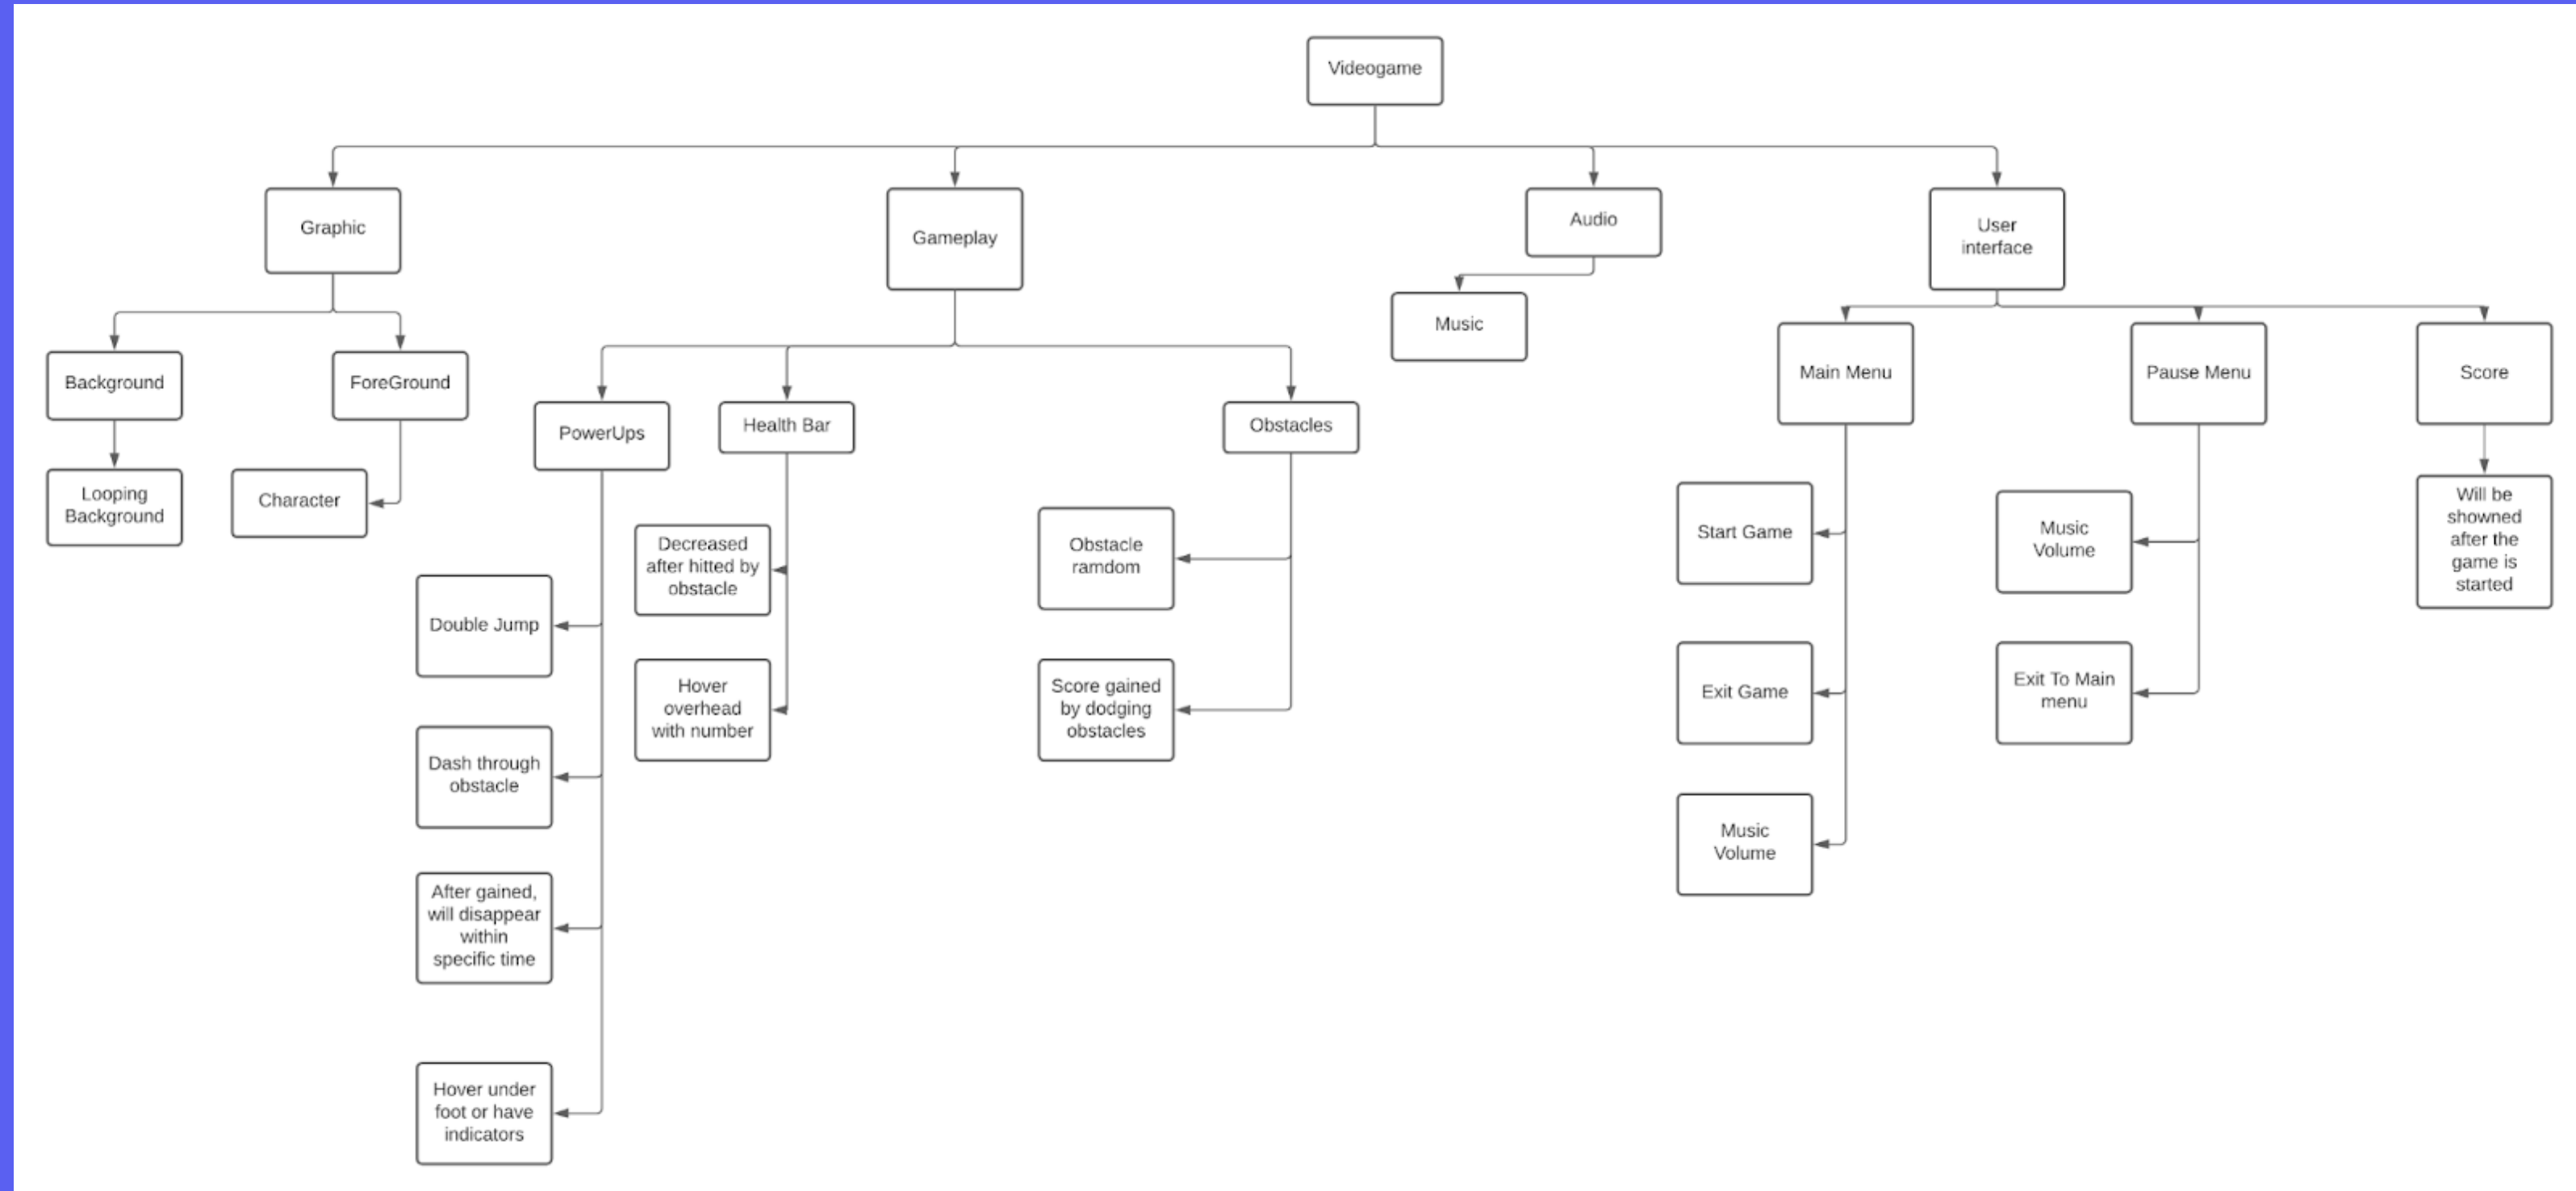 Videogame
Graphic
Gameplay
Audio
User
interface
Background
ForeGround
Looping
Background
Character
PowerUps
Health Bar
Obstacles
Double Jump
Dash through
obstacle
After gained,
will disappear
within
specific time
Hover under
foot or have
indicators
Decreased
after hitted by
obstacle
Hover
overhead
with number
Obstacle
ramdom
Score gained
by dodging
obstacles
Music
Main Menu
Pause Menu
Score
Start Game
Exit Game
Music
Volume
Music
Volume
Exit To Main
menu
Will be
showned
after the
game is
started